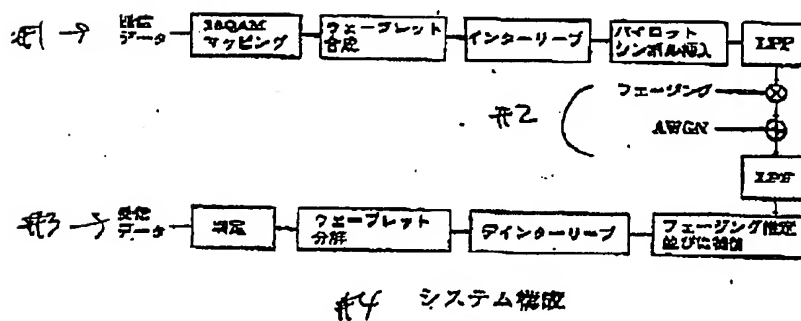 #1 → 送信
データ
16QAM
マッピング
ウェーブレット
合成
インターリーブ
パイロット
シンボル挿入
LPF
フェージング
#2
AWGN
LPF
#3 → 受信
データ
判定
ウェーブレット
分解
デインターリーブ
フェージング推定
並びに補償
#4 システム構成